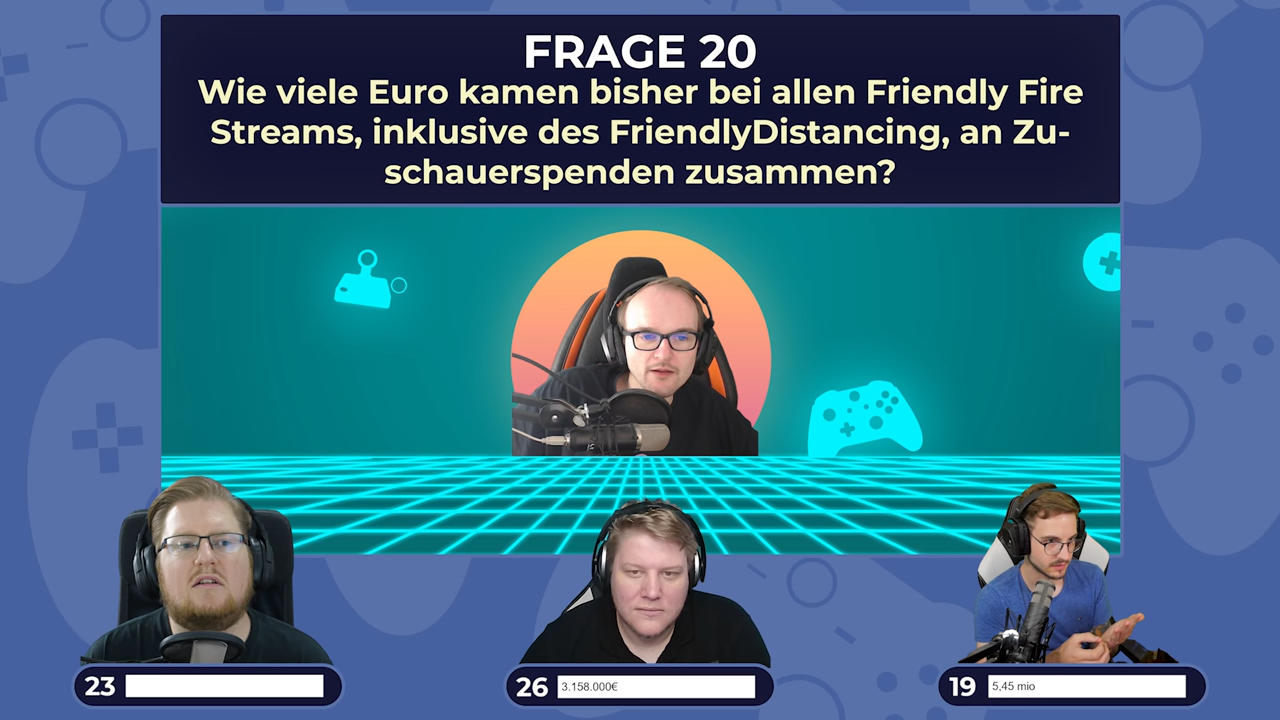 FRAGE 20
Wie viele Euro kamen bisher bei allen Friendly Fire
Streams, inklusive des FriendlyDistancing, an Zu-
schauerspenden zusammen?
23
26 3.158.000€
19 5,45 mio